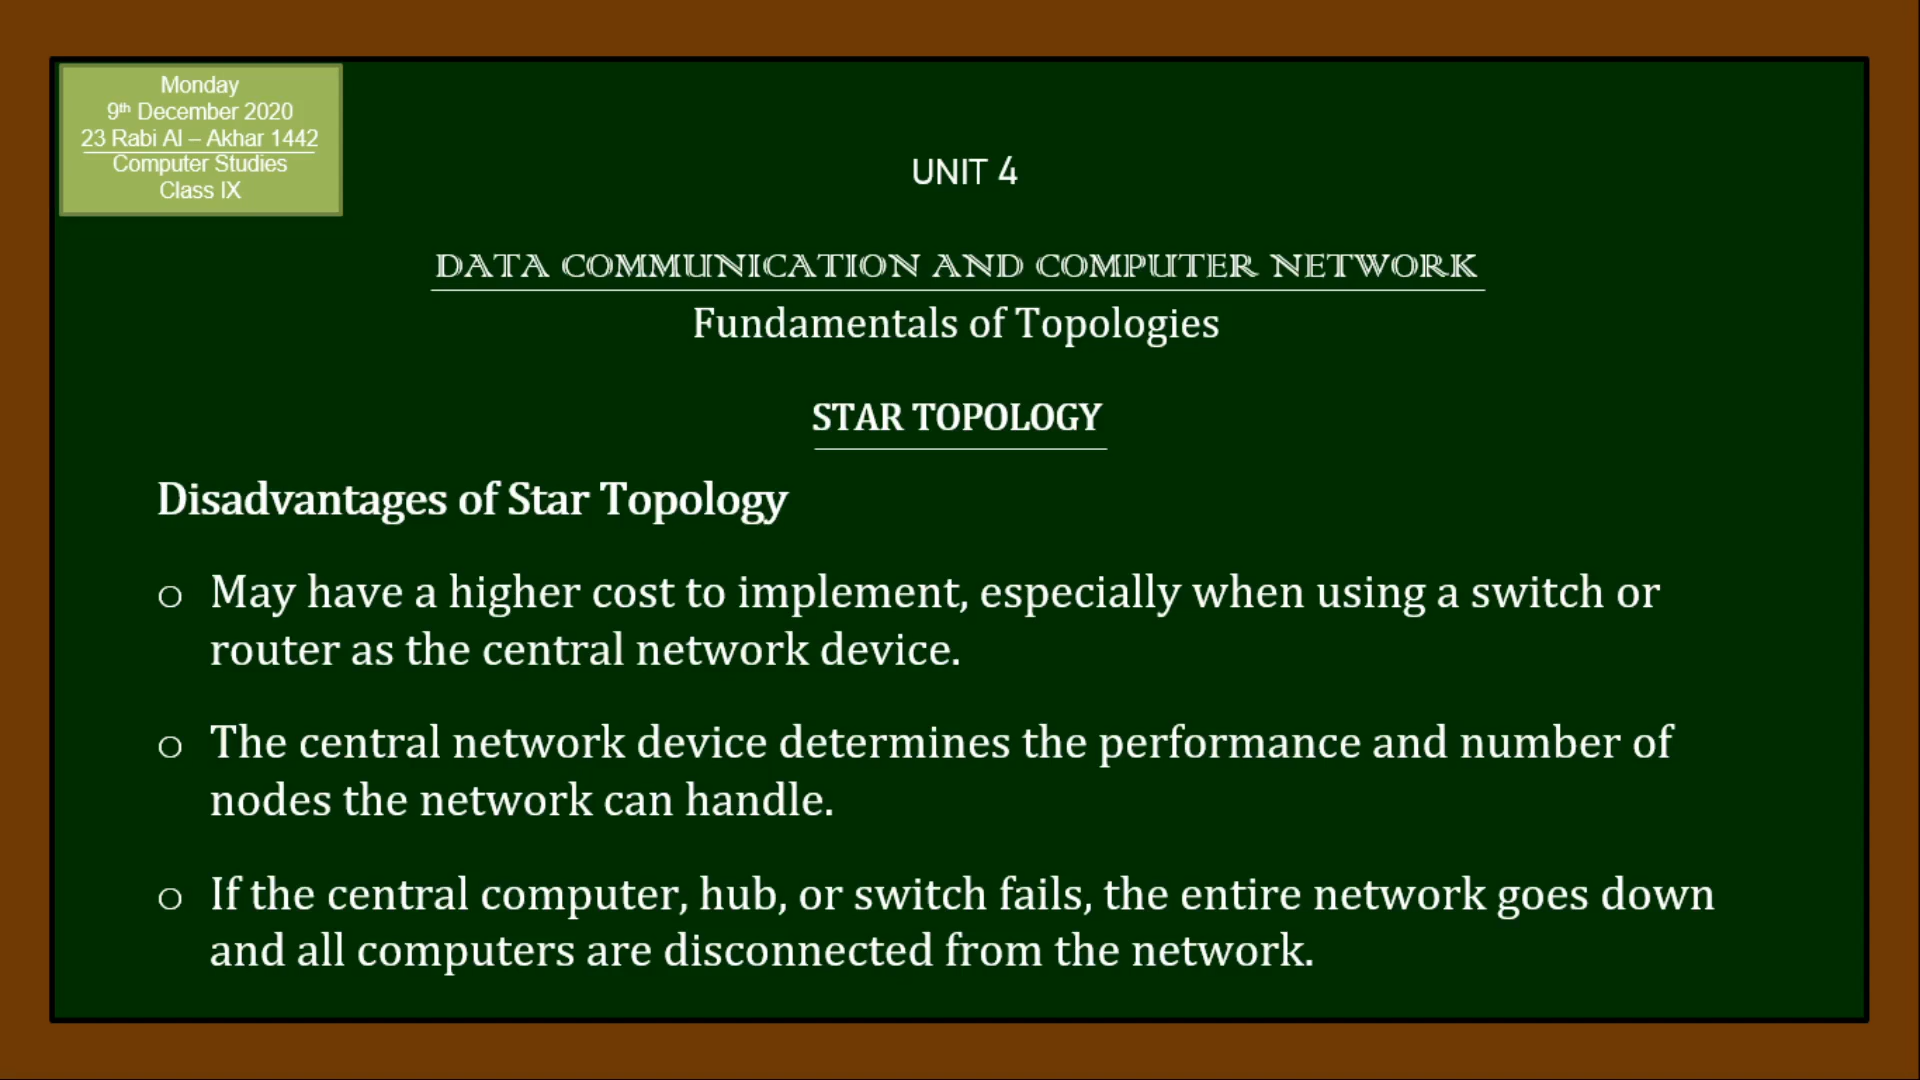 Monday
9th December 2020
23 Rabi Al – Akhar 1442
Computer Studies
Class IX
UNIT 4
DATA COMMUNICATION AND COMPUTER NETWORK
Fundamentals of Topologies
STAR TOPOLOGY
Disadvantages of Star Topology
o May have a higher cost to implement, especially when using a switch or
router as the central network device.
o The central network device determines the performance and number of
nodes the network can handle.
o If the central computer, hub, or switch fails, the entire network goes down
and all computers are disconnected from the network.